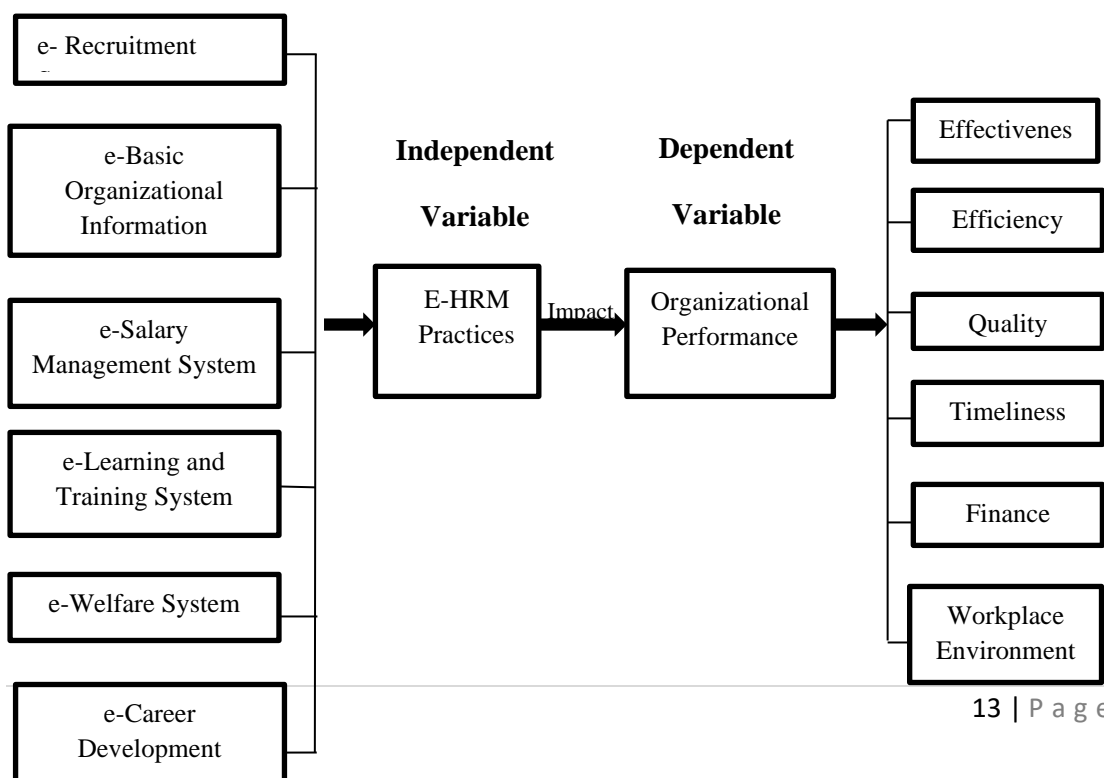 e- Recruitment
e-Basic
Organizational
Information
e-Salary
Management System
e-Learning and
Training System
e-Welfare System
e-Career
Development
Independent
Variable
E-HRM
Practices
Impact
Dependent
Variable
Organizational
Performance
Effectivenes
Efficiency
Quality
Timeliness
Finance
Workplace
Environment
13 | P a g e